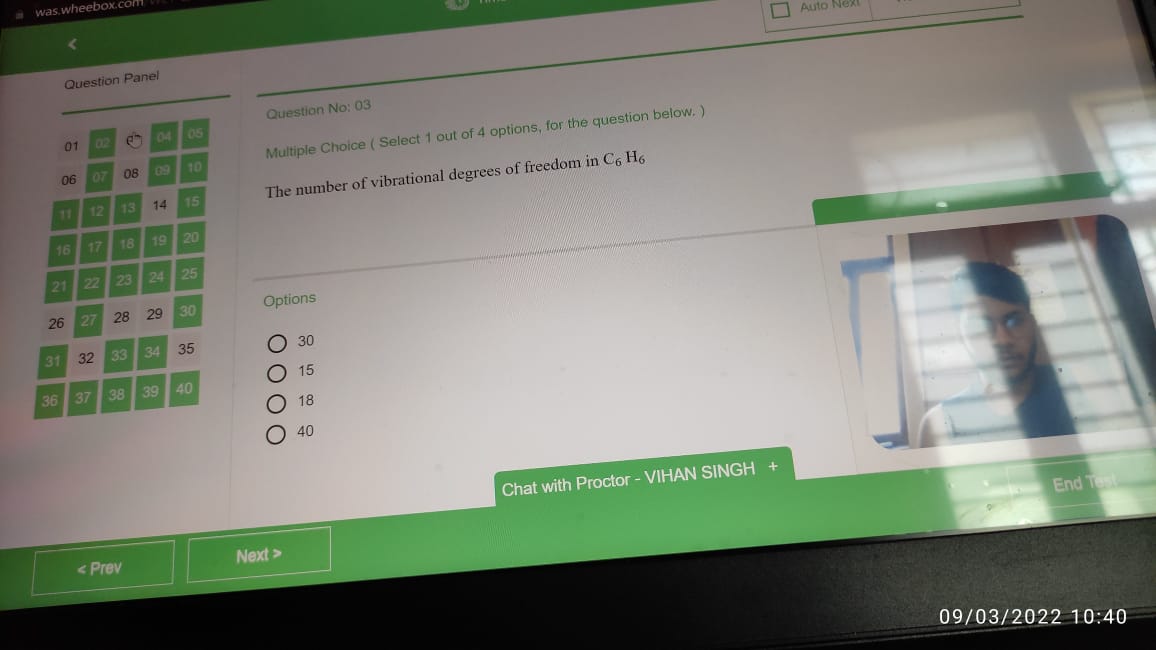 was.wheebox.com
Auto Next
<
Question Panel
01 02 04 05
06 07 08 09 10
11 12 13 14 15
16 17 18 19 20
21 22 23 24 25
26 27 28 29 30
31 32 33 34 35
36 37 38 39 40
Question No: 03
Multiple Choice ( Select 1 out of 4 options, for the question below. )
The number of vibrational degrees of freedom in C₆ H₆
Options
30
15
18
40
Chat with Proctor - VIHAN SINGH +
End Test
< Prev
Next >
09/03/2022 10:40